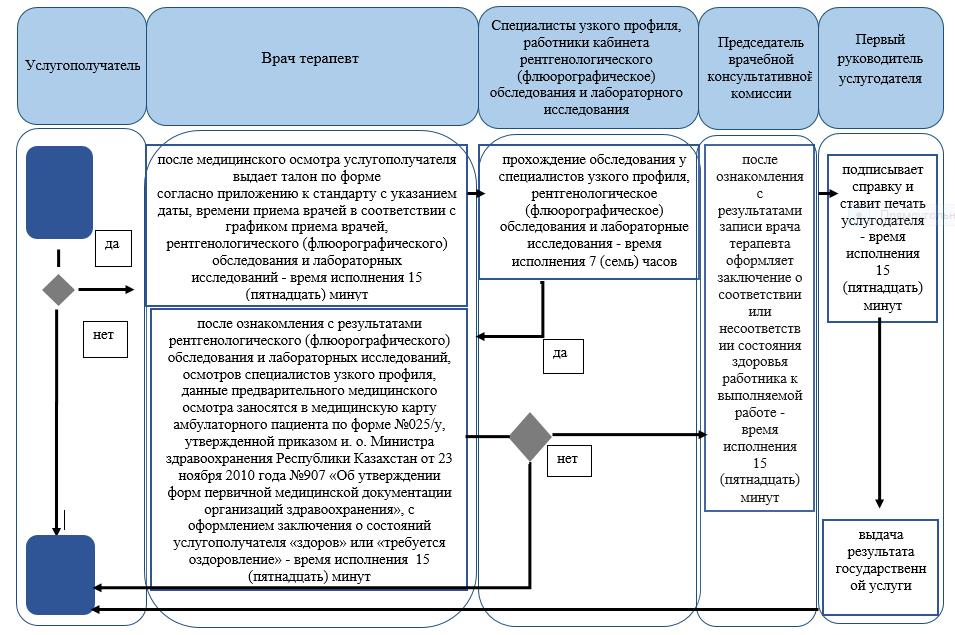 Услугополучатель
Врач терапевт
Специалисты узкого профиля,
работники кабинета
рентгенологического
(флюорографическое)
обследования и лабораторного
исследования
Председатель
врачебной
консультативной
комиссии
Первый
руководитель
услугодателя
да
нет
после медицинского осмотра услугополучателя
выдает талон по форме
согласно приложению к стандарту с указанием
даты, времени приема врачей в соответствии с
графиком приема врачей,
рентгенологического (флюорографического)
обследования и лабораторных
исследований - время исполнения 15
(пятнадцать) минут
после ознакомления с результатами
рентгенологического (флюорографического)
обследования и лабораторных исследований,
осмотров специалистов узкого профиля,
данные предварительного медицинского
осмотра заносятся в медицинскую карту
амбулаторного пациента по форме №025/у,
утвержденной приказом и. о. Министра
здравоохранения Республики Казахстан от 23
ноября 2010 года №907 «Об утверждении
форм первичной медицинской документации
организаций здравоохранения», с
оформлением заключения о состояний
услугополучателя «здоров» или «требуется
оздоровление» - время исполнения 15
(пятнадцать) минут
прохождение обследования у
специалистов узкого профиля,
рентгенологическое
(флюорографическое)
обследования и лабораторные
исследования - время
исполнения 7 (семь) часов
да
нет
после
ознакомления
с
результатами
записи врача
терапевта
оформляет
заключение о
соответствии
или
несоответств
ии состояния
здоровья
работника к
выполняемой
работе -
время
исполнения
15
(пятнадцать)
минут
подписывает
справку и
ставит печать
услугодателя
- время
исполнения
15
(пятнадцать)
минут
Прямоугольн
выдача
результата
государственн
ой услуги